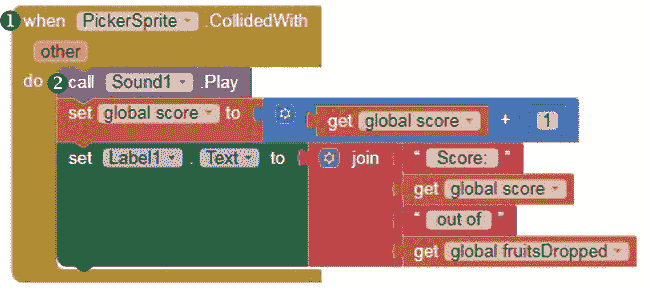 1 when PickerSprite .CollidedWith
other
do 2 call Sound1 .Play
set global score to get global score + 1
set Label1 . Text to join " Score: "
get global score
" out of "
get global fruitsDropped